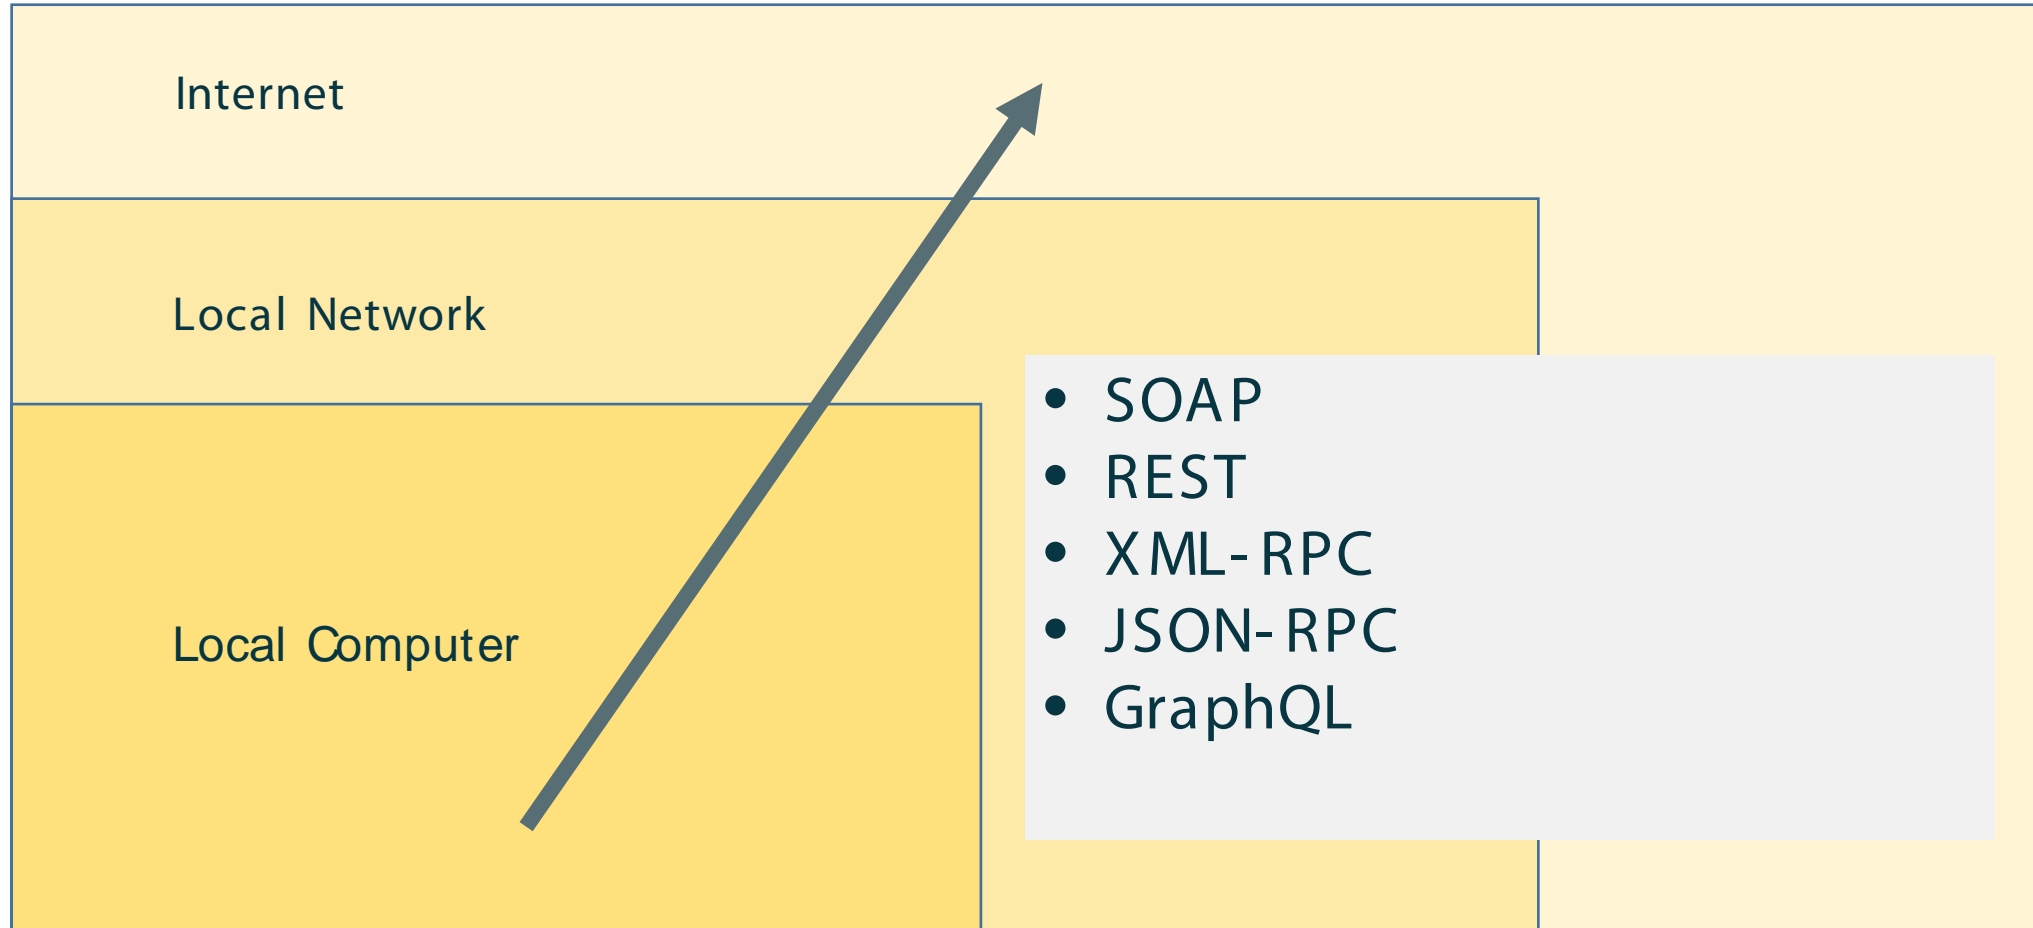 Internet
Local Network
Local Computer
• SOAP
• REST
• XML-RPC
• JSON-RPC
• GraphQL